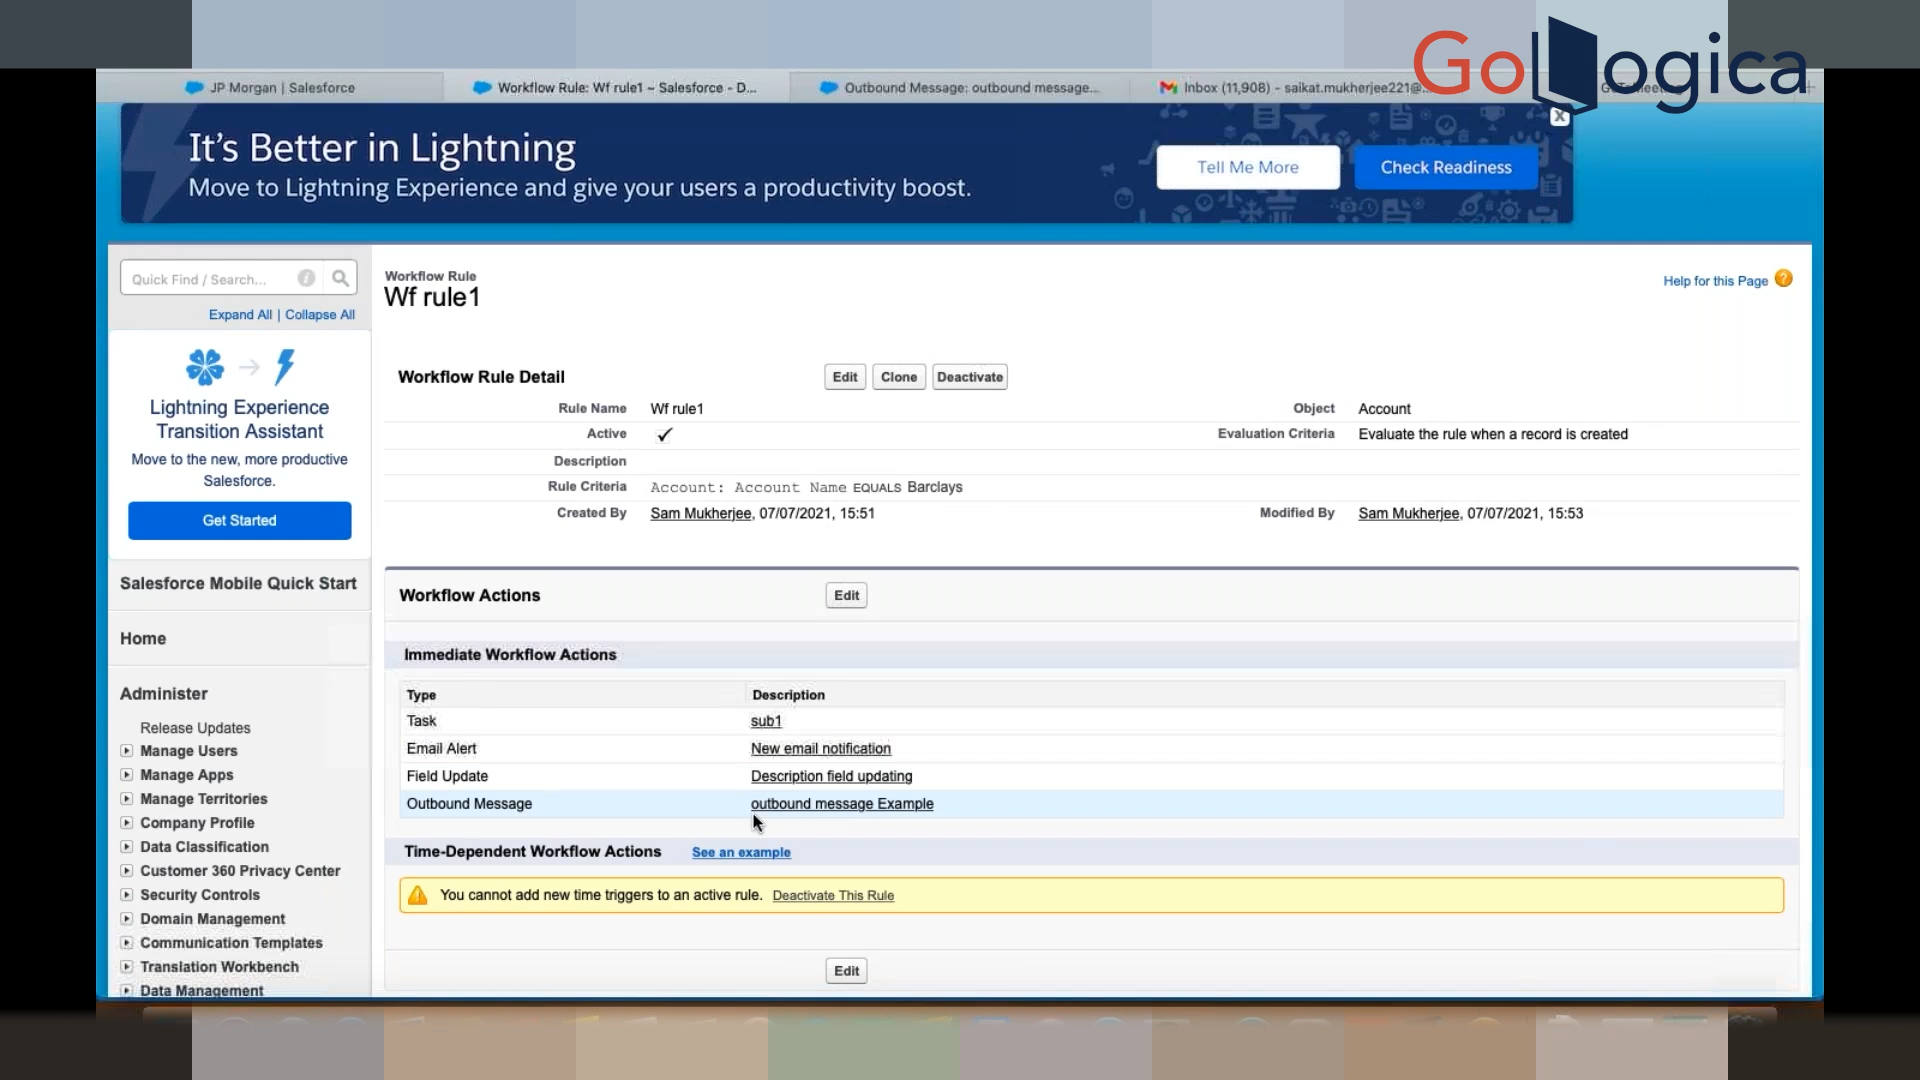 GoLogica
JP Morgan | Salesforce
Workflow Rule: Wf rule1 ~ Salesforce - D...
Outbound Message: outbound message...
Inbox (11,908) - saikat.mukherjee221@...
It's Better in Lightning
Move to Lightning Experience and give your users a productivity boost.
Tell Me More
Check Readiness
X
Quick Find / Search...
Expand All | Collapse All
Lightning Experience
Transition Assistant
Move to the new, more productive
Salesforce.
Get Started
Salesforce Mobile Quick Start
Home
Administer
Release Updates
Manage Users
Manage Apps
Manage Territories
Company Profile
Data Classification
Customer 360 Privacy Center
Security Controls
Domain Management
Communication Templates
Translation Workbench
Data Management
Workflow Rule
Wf rule1
Help for this Page ?
Workflow Rule Detail
Edit
Clone
Deactivate
Rule Name Wf rule1 Object Account
Active ✓ Evaluation Criteria Evaluate the rule when a record is created
Description
Rule Criteria Account: Account Name EQUALS Barclays
Created By Sam Mukherjee, 07/07/2021, 15:51 Modified By Sam Mukherjee, 07/07/2021, 15:53
Workflow Actions
Edit
Immediate Workflow Actions
Type Description
Task sub1
Email Alert New email notification
Field Update Description field updating
Outbound Message outbound message Example
Time-Dependent Workflow Actions See an example
You cannot add new time triggers to an active rule. Deactivate This Rule
Edit